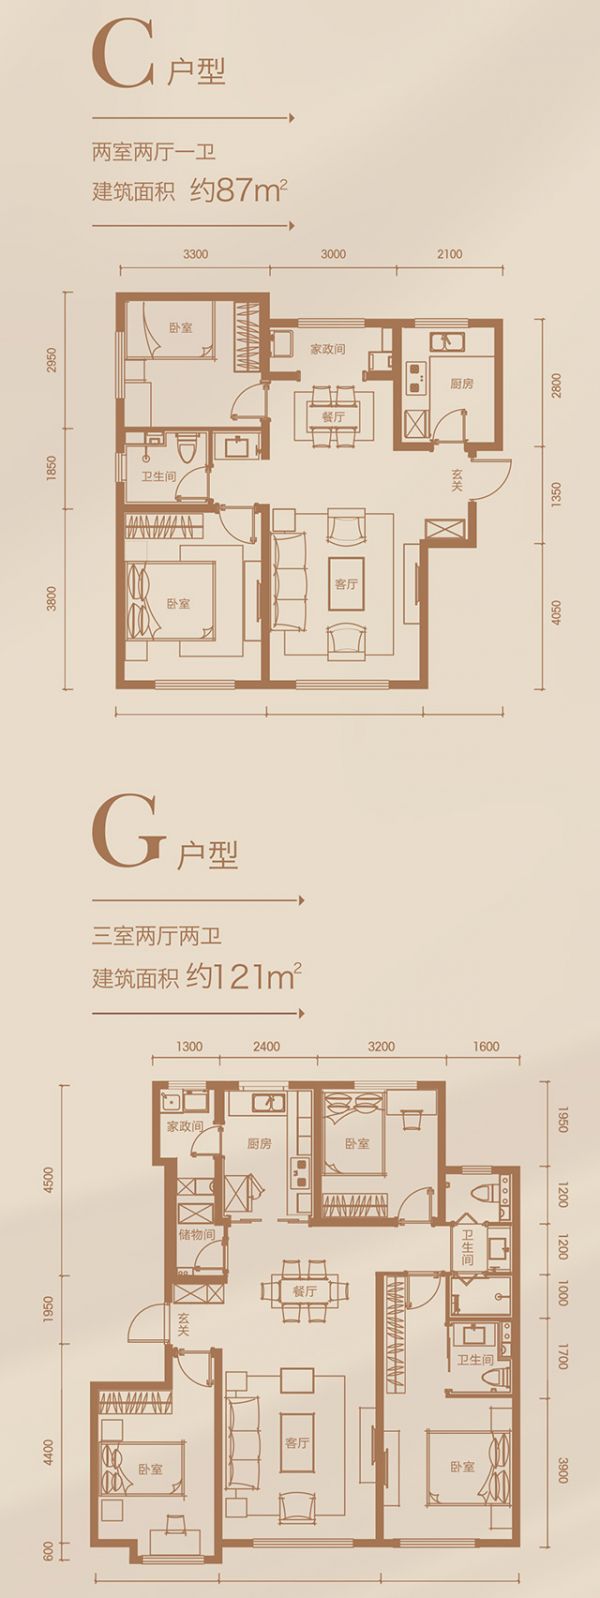 C 户型
两室两厅一卫
建筑面积 约87m²
3300 3000 2100
2950
1850
3800
卧室
家政间
厨房
餐厅
卫生间
玄关
客厅
卧室
2800
1350
4050
G 户型
三室两厅两卫
建筑面积 约121m²
1300 2400 3200 1600
4500
1950
4400
600
家政间
厨房
卧室
储物间
卫生间
餐厅
玄关
卫生间
客厅
卧室
卧室
1950
1200
1200
1000
1700
3900